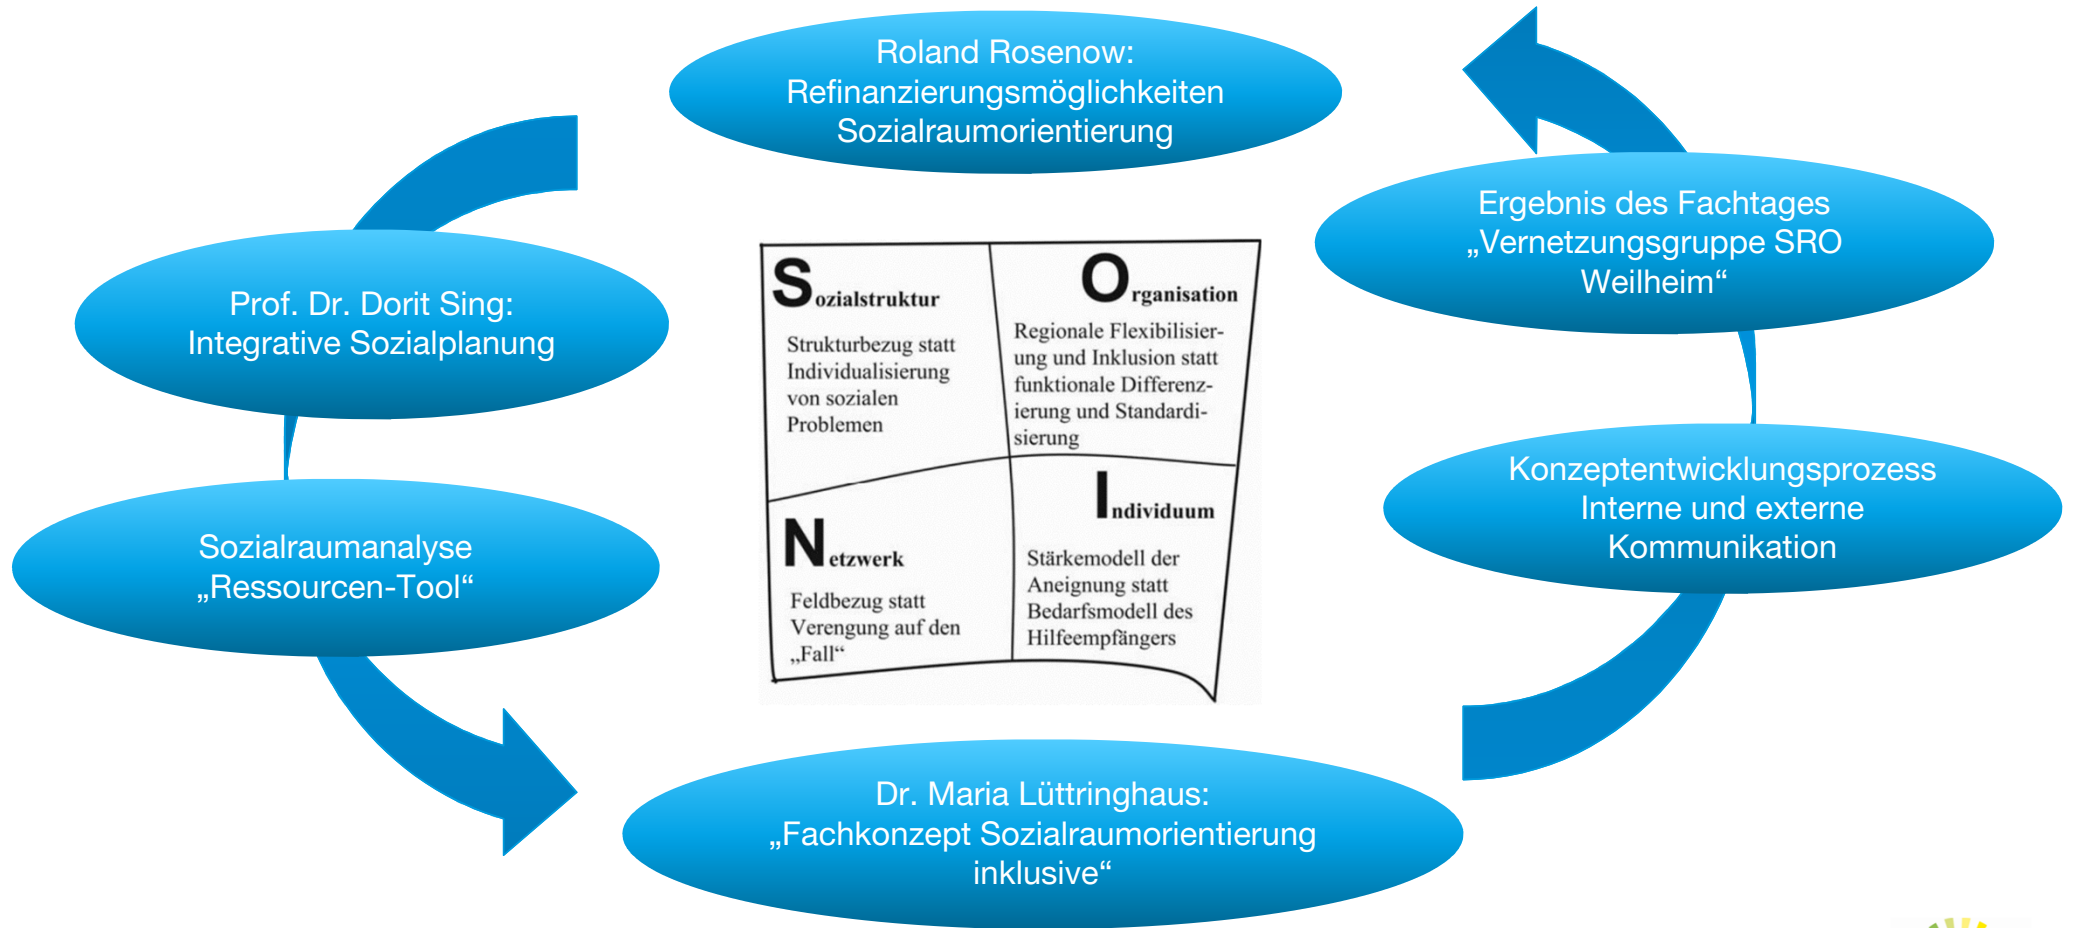 Roland Rosenow:
Refinanzierungsmöglichkeiten
Sozialraumorientierung
Ergebnis des Fachtages
„Vernetzungsgruppe SRO
Weilheim“
Prof. Dr. Dorit Sing:
Integrative Sozialplanung
Sozialstruktur
Strukturbezug statt
Individualisierung
von sozialen
Problemen
Organisation
Regionale Flexibilisier-
ung und Inklusion statt
funktionale Differenz-
ierung und Standardi-
sierung
Netzwerk
Feldbezug statt
Verengung auf den
„Fall“
Individuum
Stärkemodell der
Aneignung statt
Bedarfsmodell des
Hilfeempfängers
Konzeptentwicklungsprozess
Interne und externe
Kommunikation
Sozialraumanalyse
„Ressourcen-Tool“
Dr. Maria Lüttringhaus:
„Fachkonzept Sozialraumorientierung
inklusive“